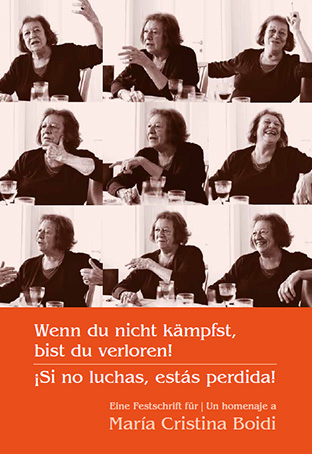 Wenn du nicht kämpfst,
bist du verloren!
¡Si no luchas, estás perdida!
Eine Festschrift für | Un homenaje a
María Cristina Boidi